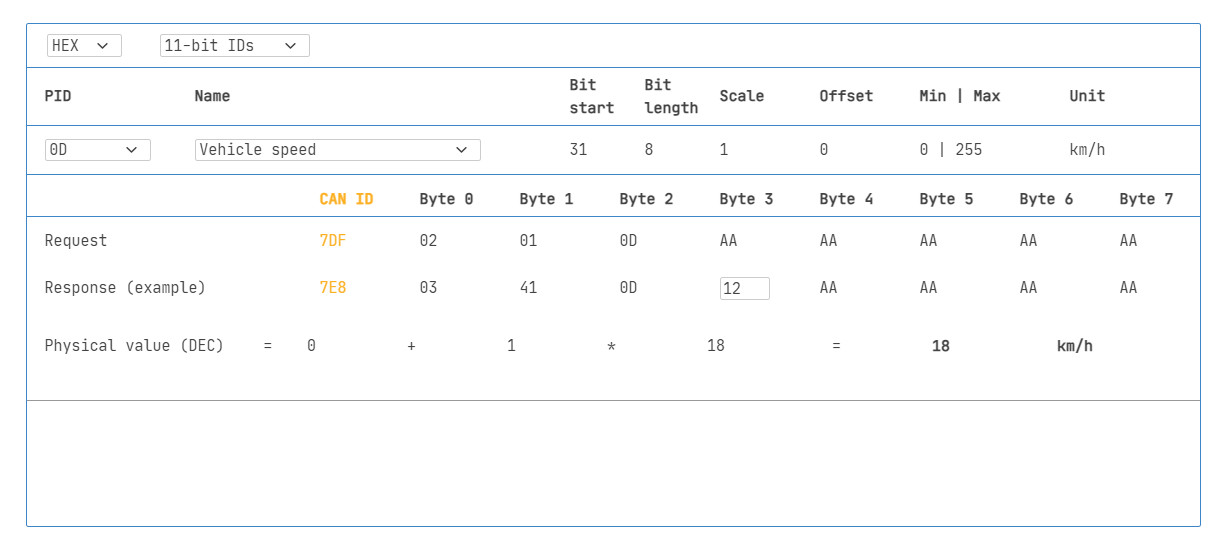 HEX 11-bit IDs
PID Name Bit start Bit length Scale Offset Min | Max Unit
0D Vehicle speed 31 8 1 0 0 | 255 km/h
CAN ID Byte 0 Byte 1 Byte 2 Byte 3 Byte 4 Byte 5 Byte 6 Byte 7
Request 7DF 02 01 0D AA AA AA AA AA
Response (example) 7E8 03 41 0D 12 AA AA AA AA
Physical value (DEC) = 0 + 1 * 18 = 18 km/h